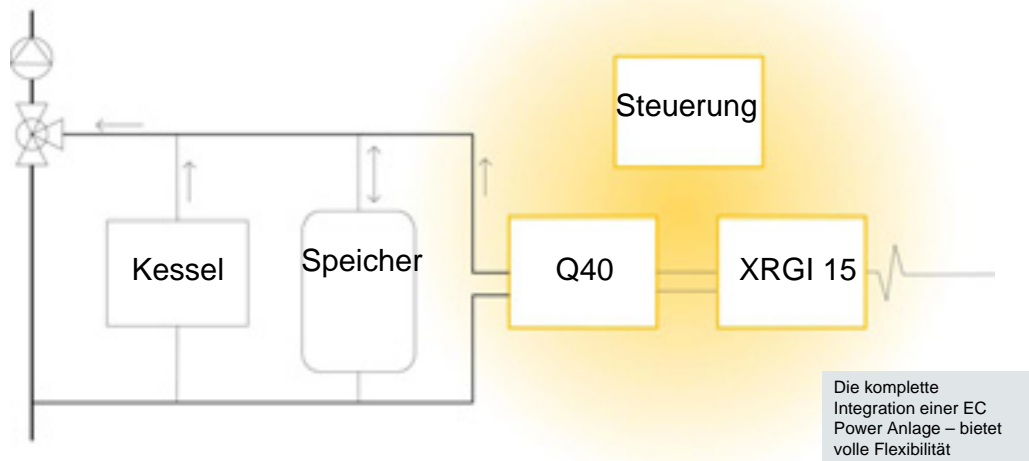 Steuerung
Kessel
Speicher
Q40
XRGI 15
Die komplette
Integration einer EC
Power Anlage – bietet
volle Flexibilität